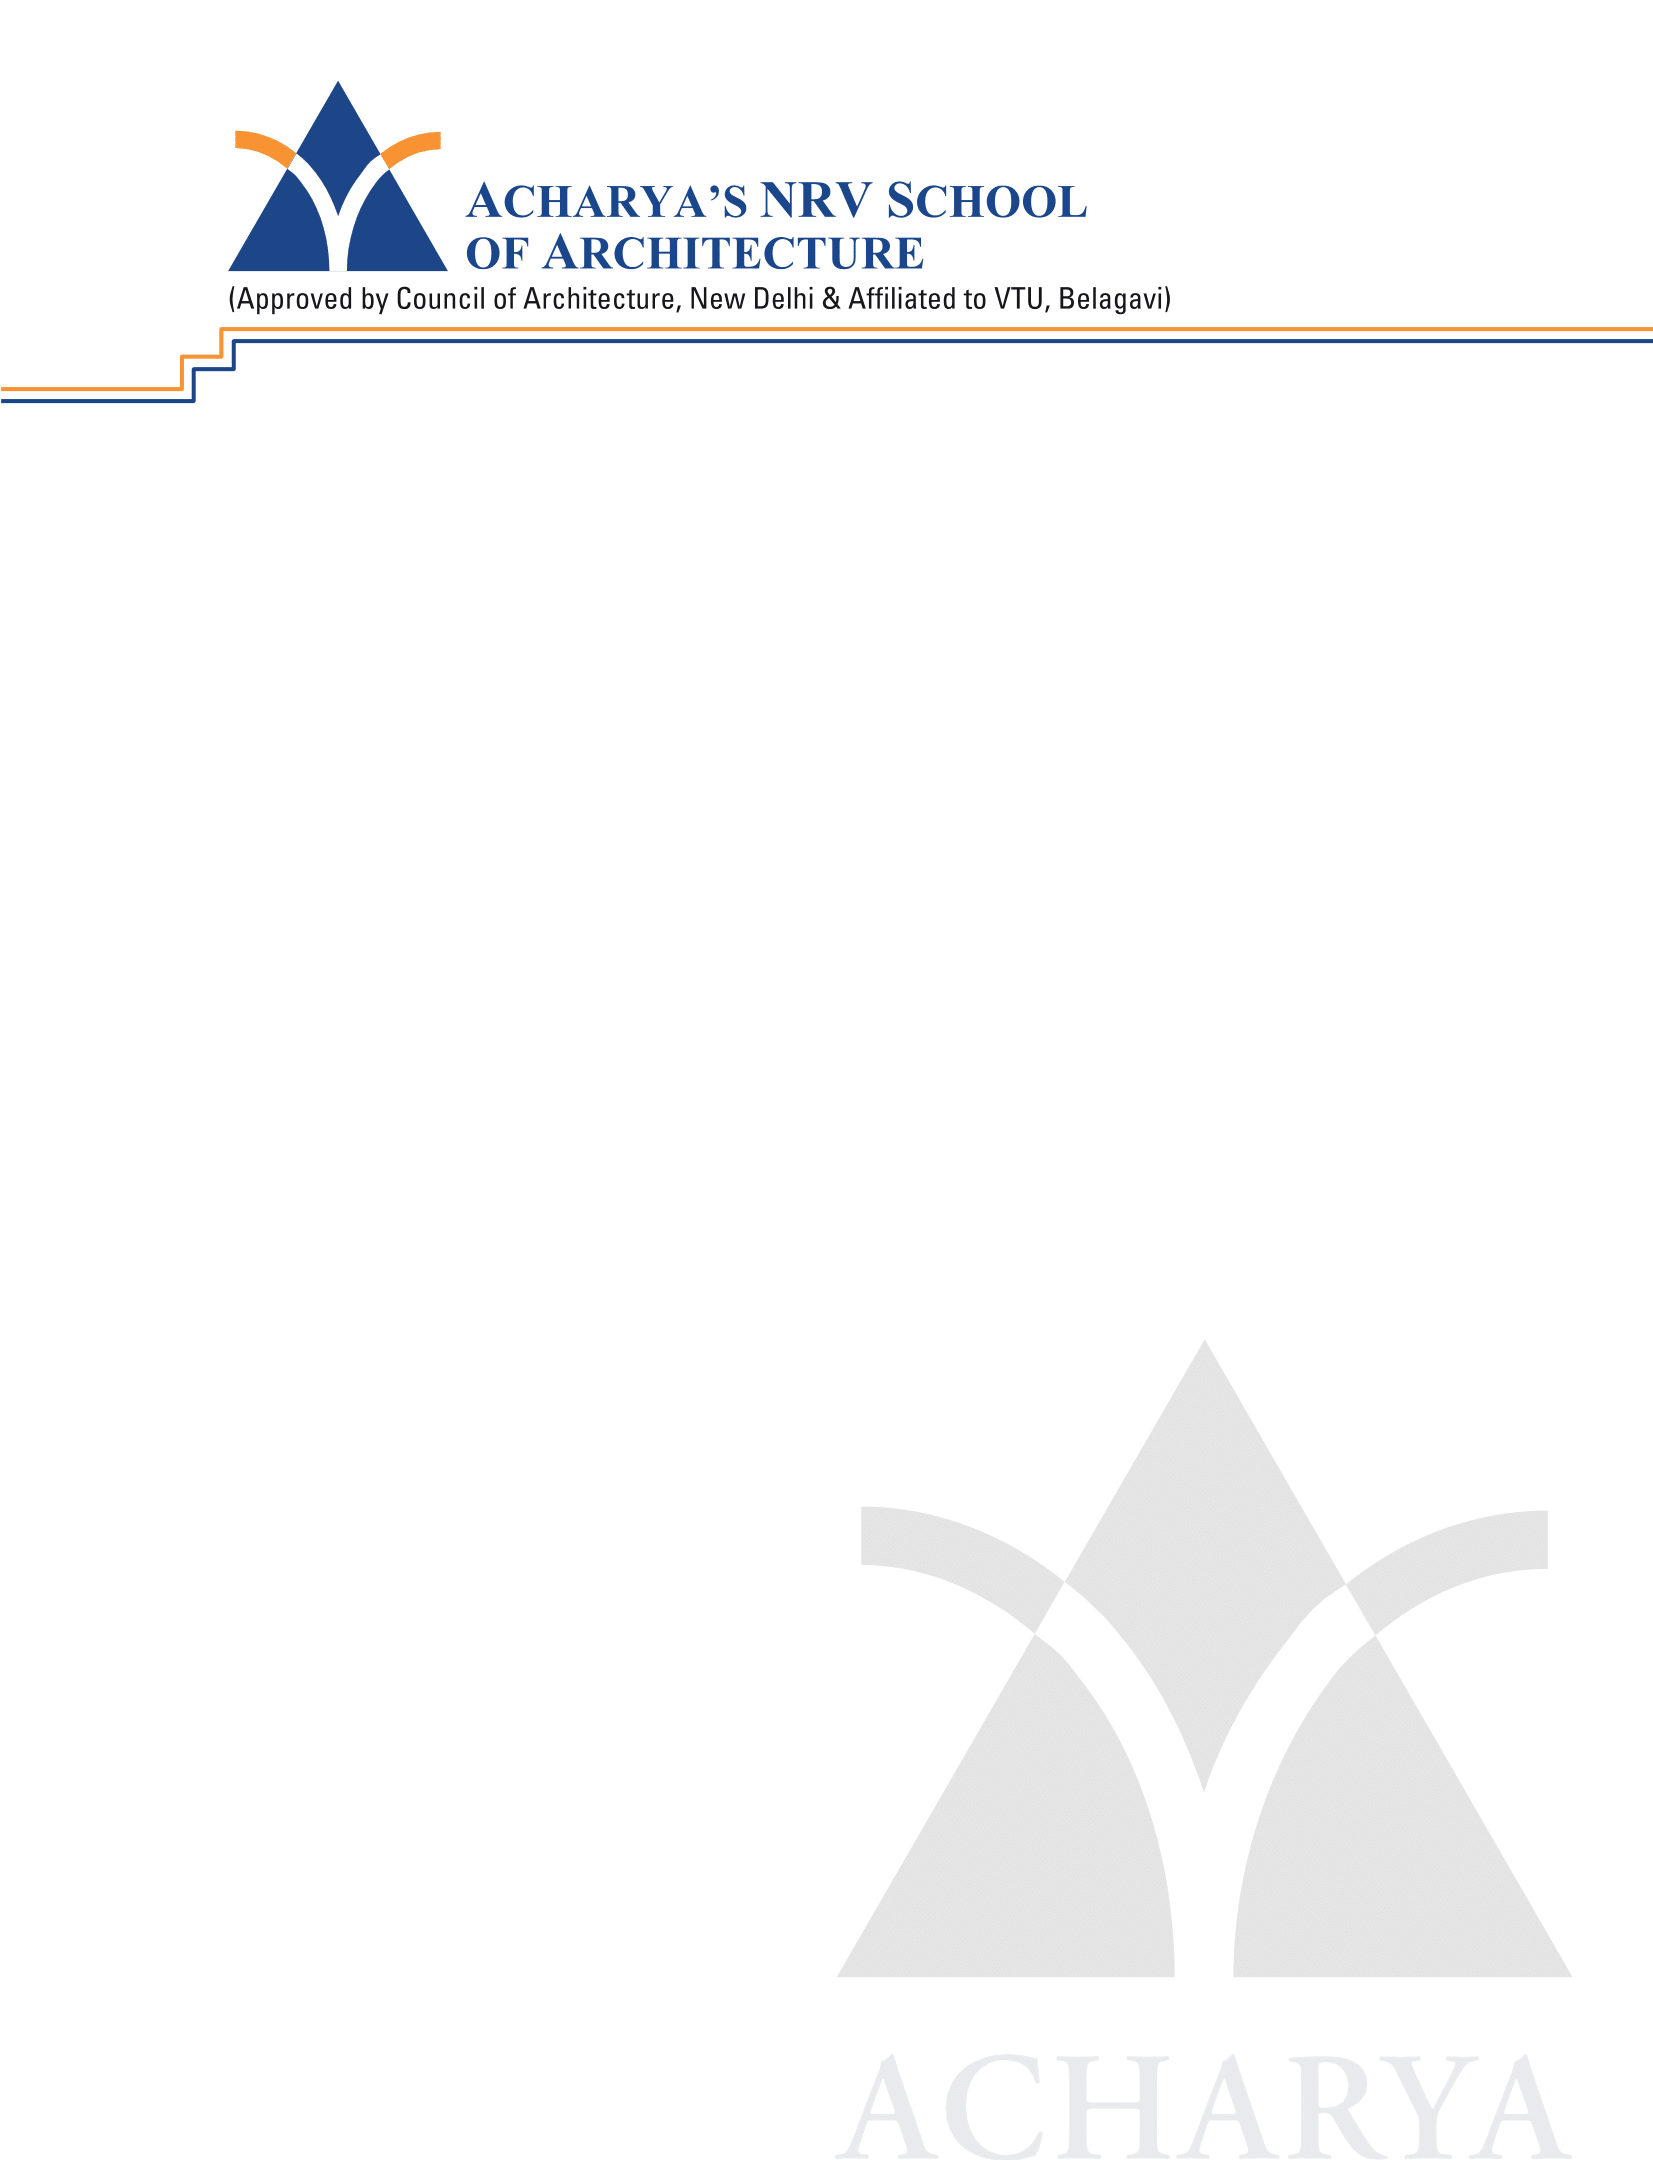 ACHARYA’S NRV SCHOOL
OF ARCHITECTURE
(Approved by Council of Architecture, New Delhi & Affiliated to VTU, Belagavi)
ACHARYA